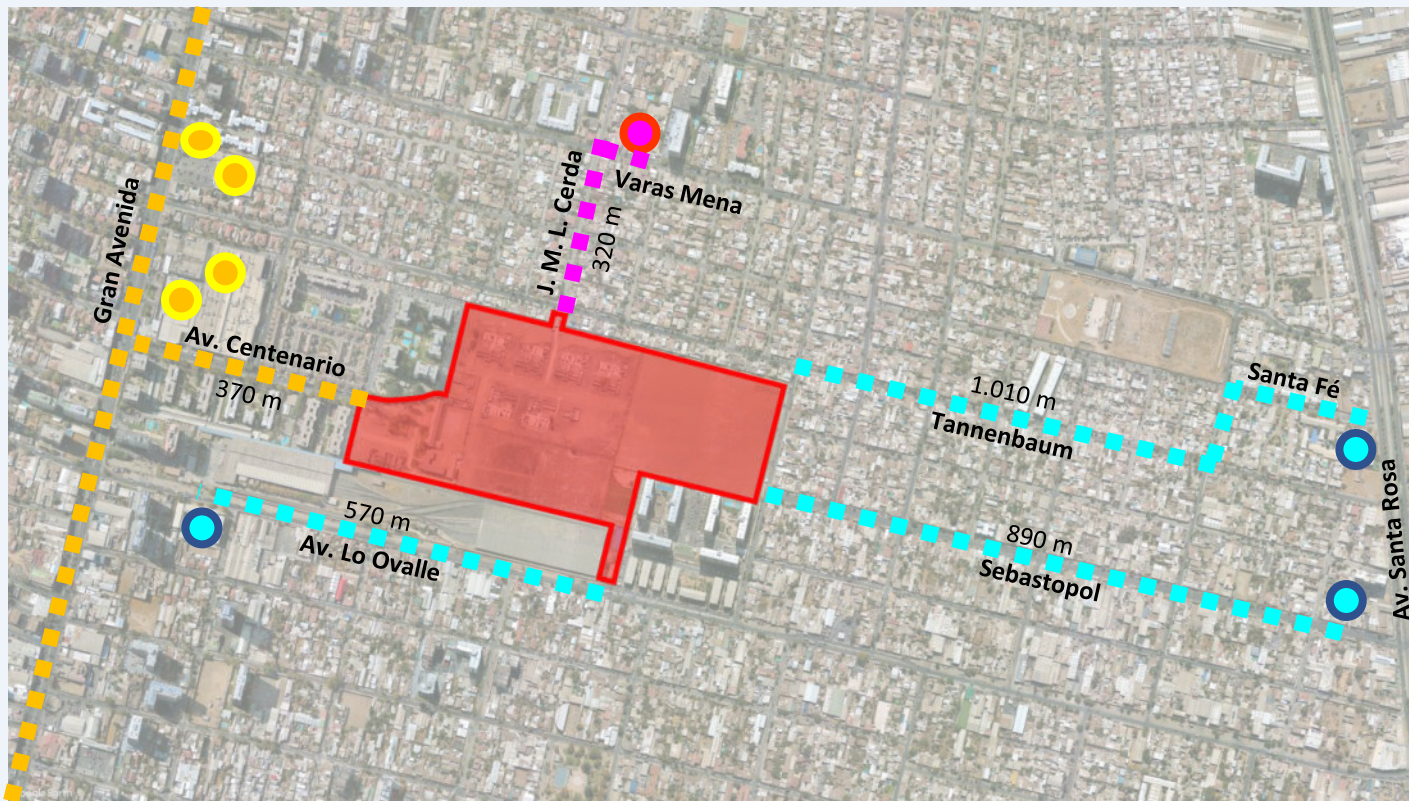 Varas Mena
J. M. L. Cerda
320 m
Gran Avenida
Av. Centenario
370 m
Santa Fé
1.010 m
Tannenbaum
Av. Santa Rosa
570 m
Av. Lo Ovalle
890 m
Sebastopol